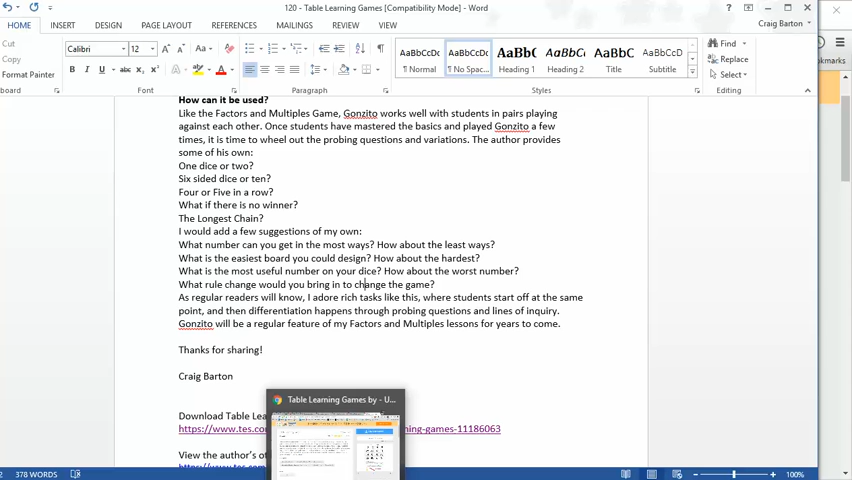 120 - Table Learning Games [Compatibility Mode] - Word
HOME INSERT DESIGN PAGE LAYOUT REFERENCES MAILINGS REVIEW VIEW Craig Barton
Cut
Copy
Format Painter
Calibri 12
AaBbCcDc AaBbCcDc AaBbC AaBbCc AaBbC AaBbCcD
¶ Normal ¶ No Spac... Heading 1 Heading 2 Title Subtitle
Find
Replace
Select
Font Paragraph Styles Editing
How can it be used?
Like the Factors and Multiples Game, Gonzito works well with students in pairs playing
against each other. Once students have mastered the basics and played Gonzito a few
times, it is time to wheel out the probing questions and variations. The author provides
some of his own:
One dice or two?
Six sided dice or ten?
Four or Five in a row?
What if there is no winner?
The Longest Chain?
I would add a few suggestions of my own:
What number can you get in the most ways? How about the least ways?
What is the easiest board you could design? How about the hardest?
What is the most useful number on your dice? How about the worst number?
What rule change would you bring in to change the game?
As regular readers will know, I adore rich tasks like this, where students start off at the same
point, and then differentiation happens through probing questions and lines of inquiry.
Gonzito will be a regular feature of my Factors and Multiples lessons for years to come.
Thanks for sharing!
Craig Barton
Table Learning Games by - U...
Download Table Lea
https://www.tes.com ning-games-11186063
View the author's ot
378 WORDS 100%